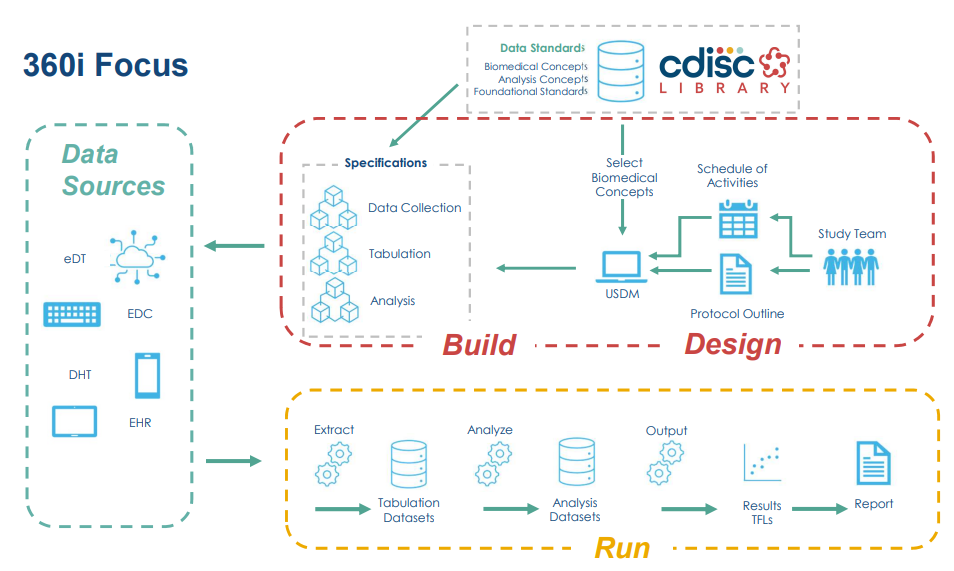 360i Focus
Data Standards
Biomedical Concepts
Analysis Concepts
Foundational Standards
cdisc
LIBRARY
Data
Sources
eDT
EDC
DHT
EHR
Specifications
Data Collection
Tabulation
Analysis
Select
Biomedical
Concepts
USDM
Schedule of
Activities
Study Team
Protocol Outline
Build
Design
Extract
Tabulation
Datasets
Analyze
Analysis
Datasets
Output
Results
TFLs
Report
Run